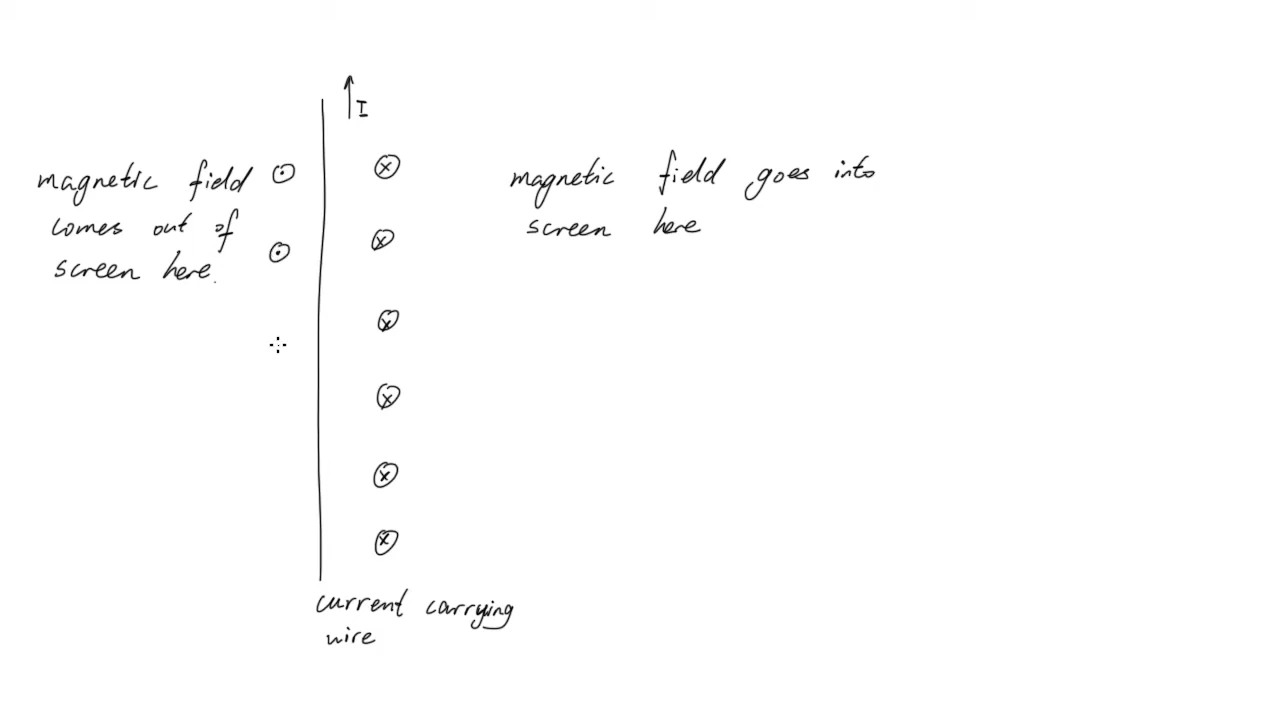 I
magnetic field
comes out of
screen here.
magnetic field goes into
screen here
current carrying
wire